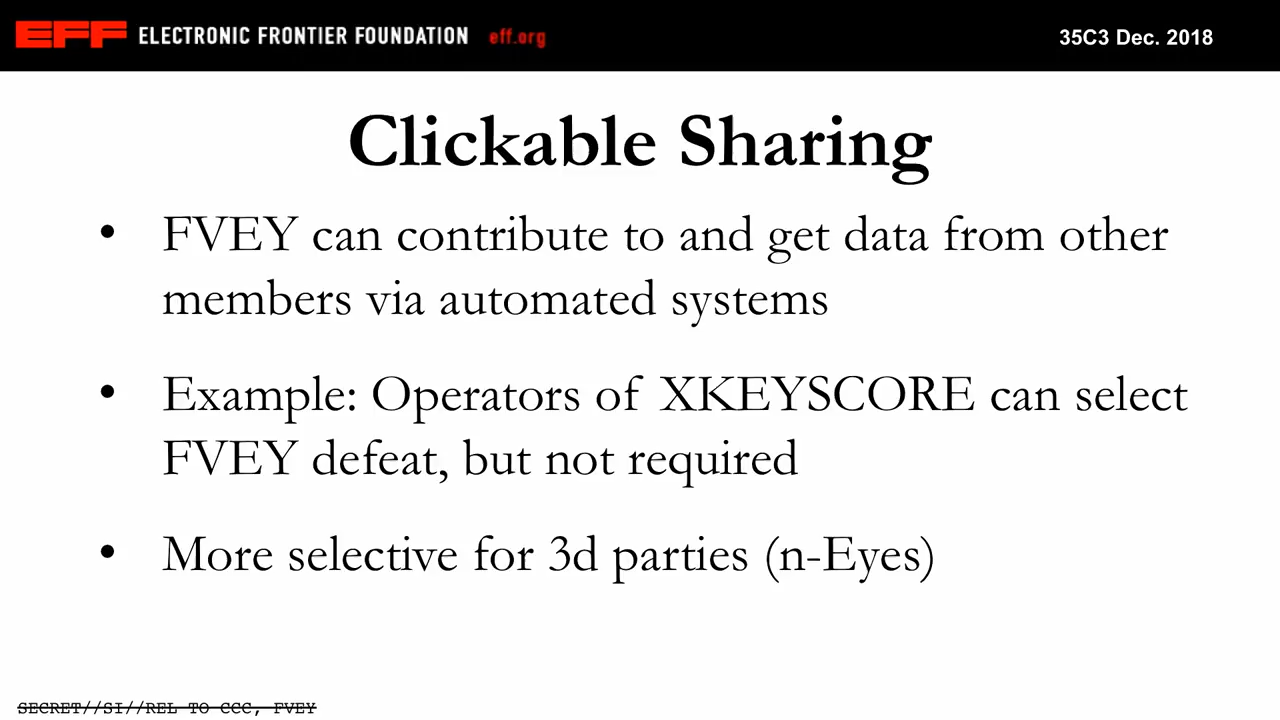 EFF ELECTRONIC FRONTIER FOUNDATION eff.org 35C3 Dec. 2018
Clickable Sharing
• FVEY can contribute to and get data from other
members via automated systems
• Example: Operators of XKEYSCORE can select
FVEY defeat, but not required
• More selective for 3d parties (n-Eyes)
SECRET//SI//REL TO CCC, FVEY